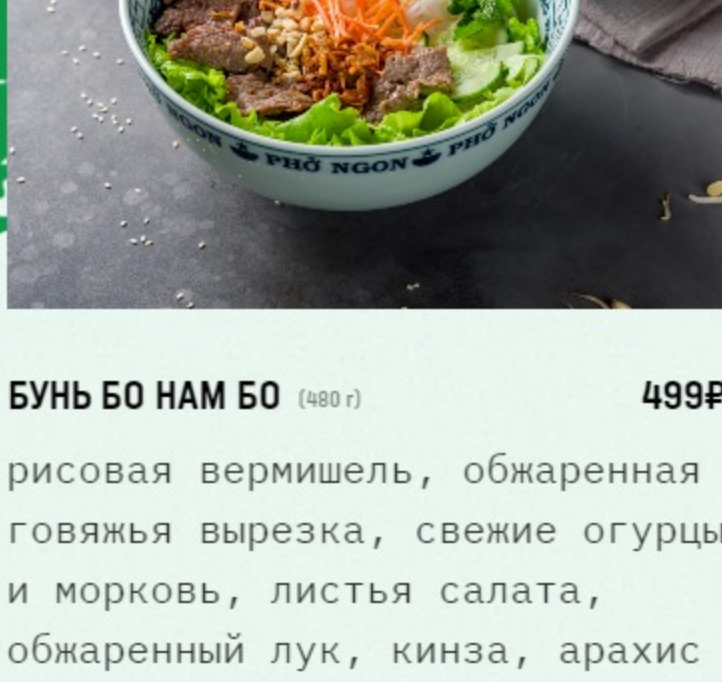 NGON PHỞ NGON PHỞ NGON
БУНЬ БО НАМ БО (480 г) 499₽
рисовая вермишель, обжаренная
говяжья вырезка, свежие огурцы
и морковь, листья салата,
обжаренный лук, кинза, арахис